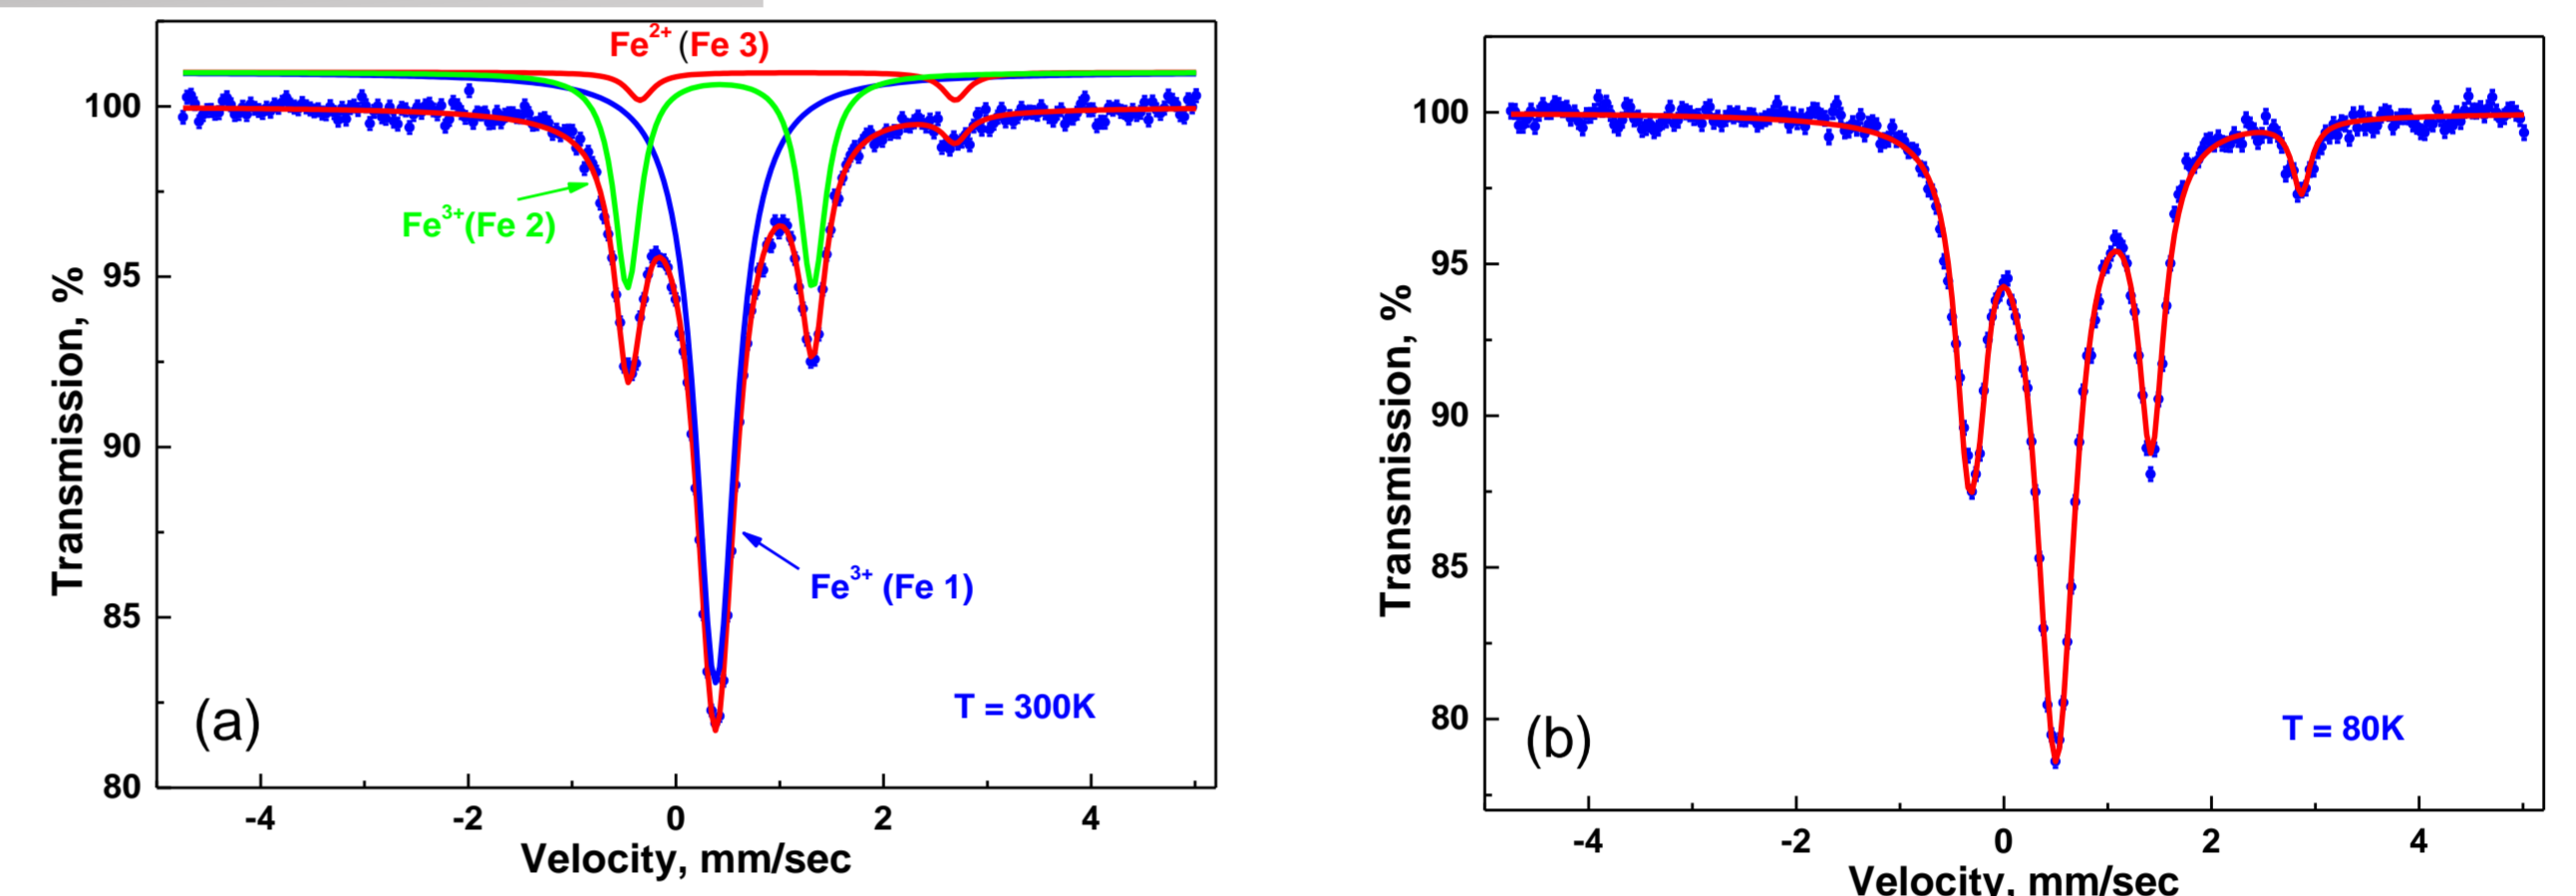 Fe2+ (Fe 3)
100
Fe3+(Fe 2)
95
Transmission, %
90
Fe3+ (Fe 1)
85
T = 300K
(a)
80
-4 -2 0 2 4
Velocity, mm/sec
100
95
Transmission, %
90
85
80
(b)
T = 80K
-4 -2 0 2 4
Velocity, mm/sec